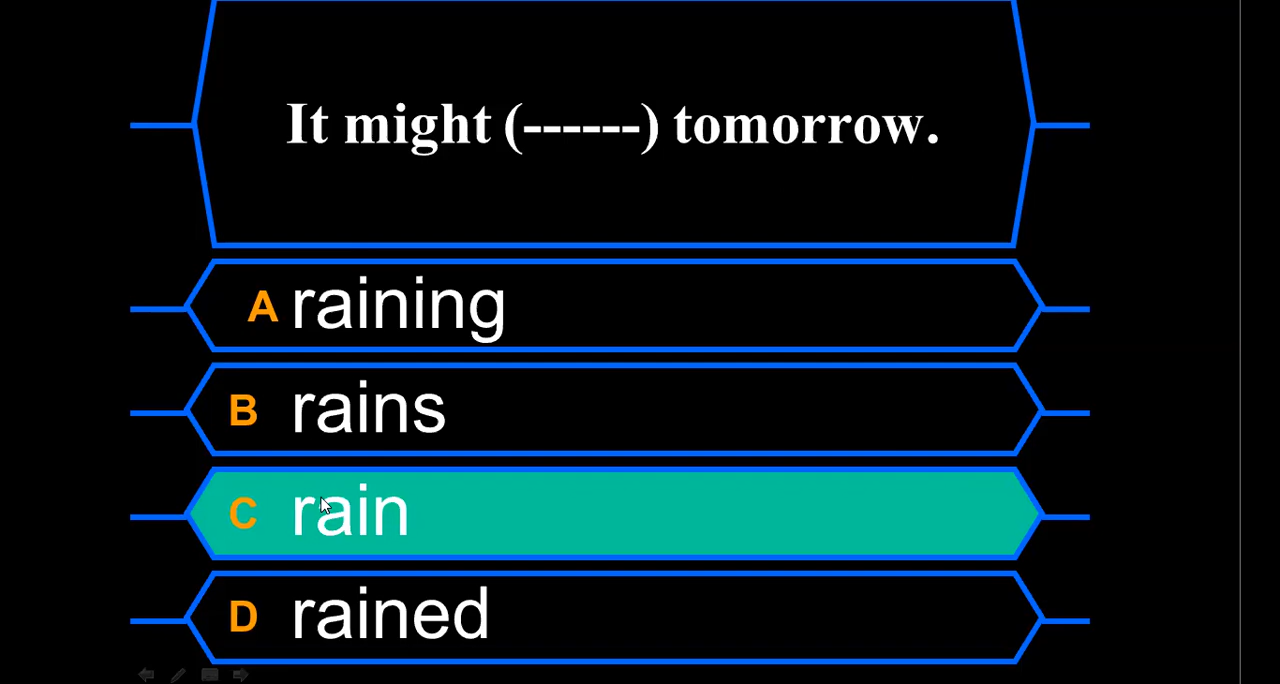 It might (------) tomorrow.
A raining
B rains
C rain
D rained